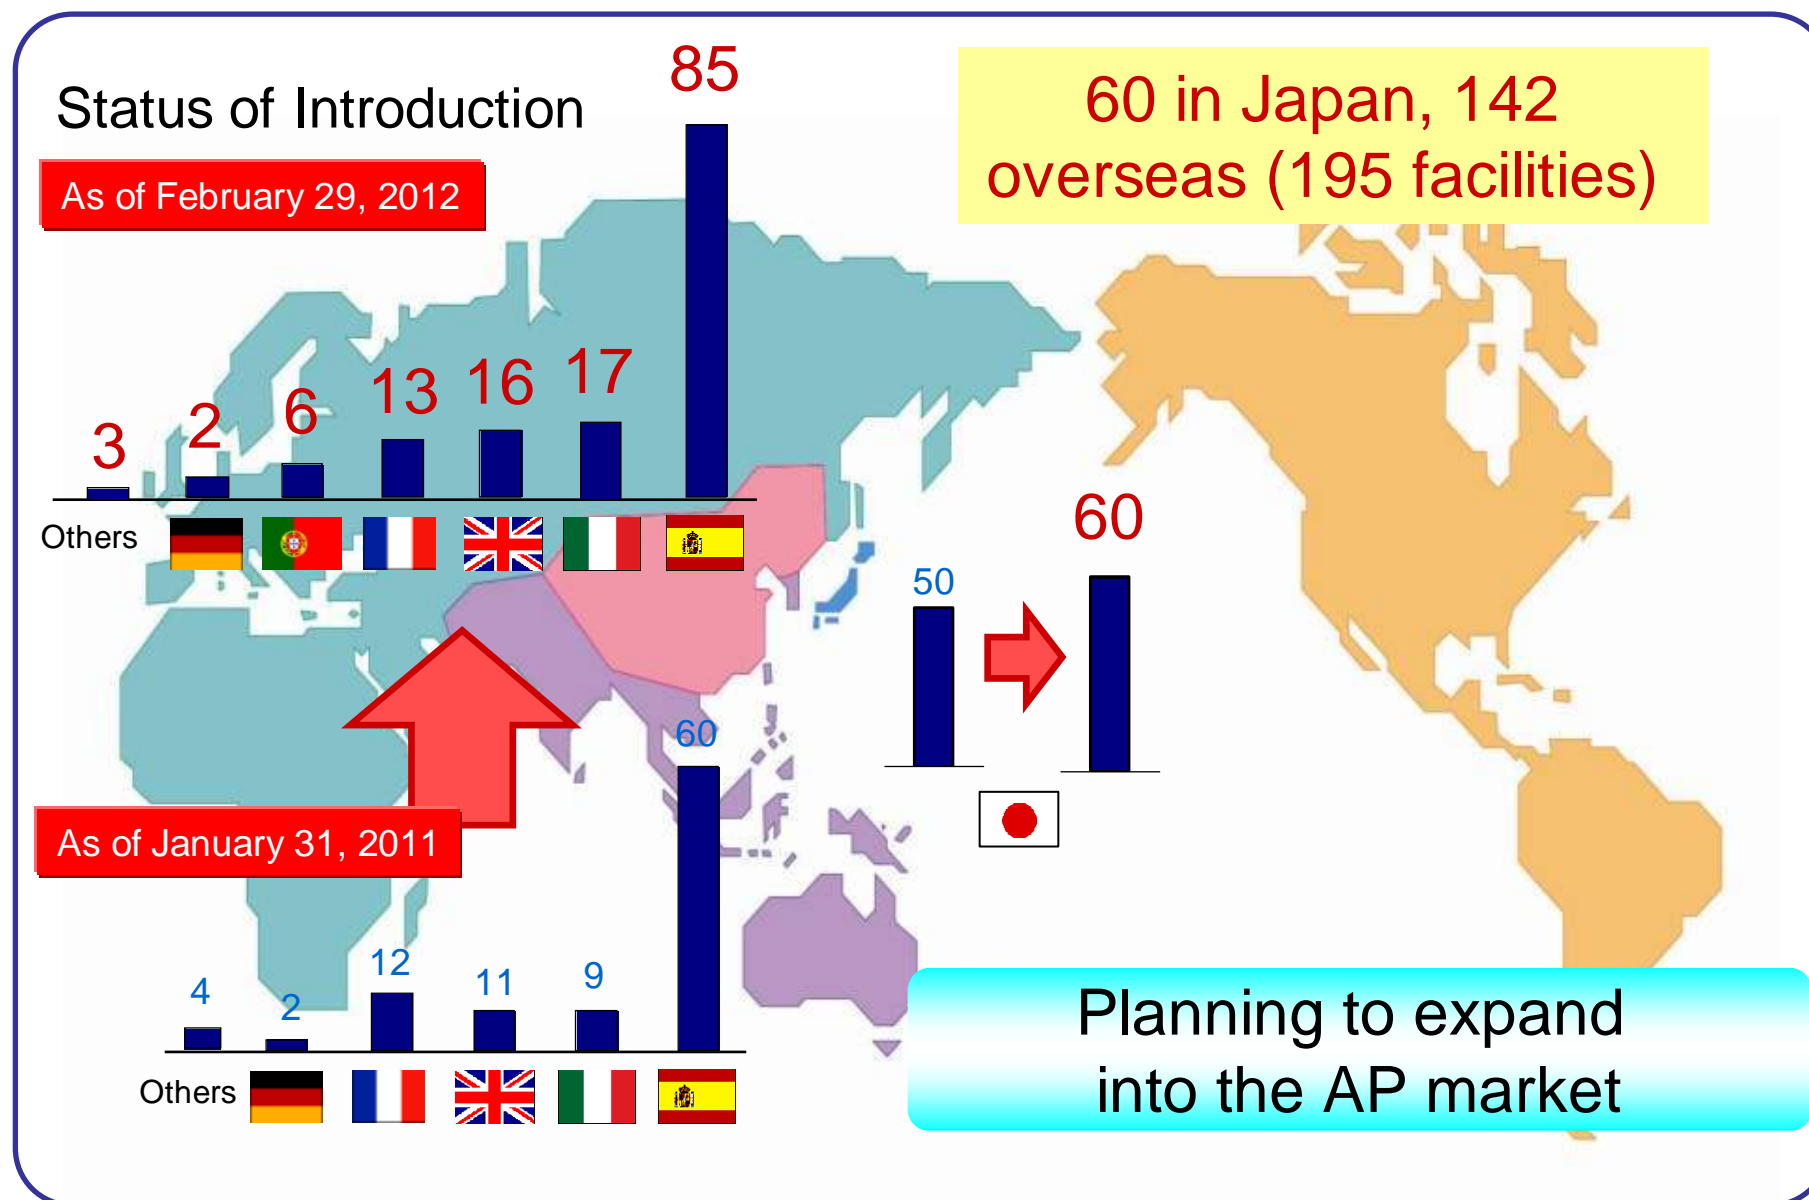 Status of Introduction
As of February 29, 2012
60 in Japan, 142
overseas (195 facilities)
3
2
6
13
16
17
85
Others
50
60
As of January 31, 2011
4
2
12
11
9
60
Others
Planning to expand
into the AP market